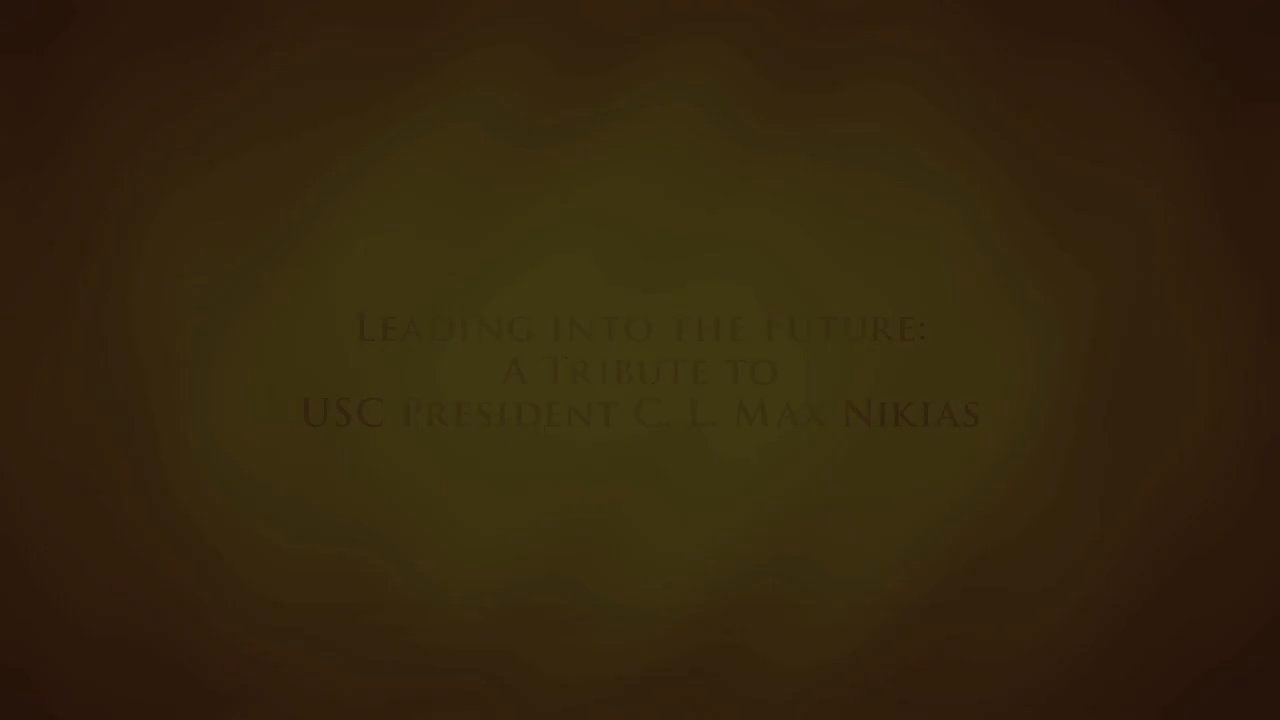 Leading Into the Future:
A Tribute to
USC President C. L. Max Nikias